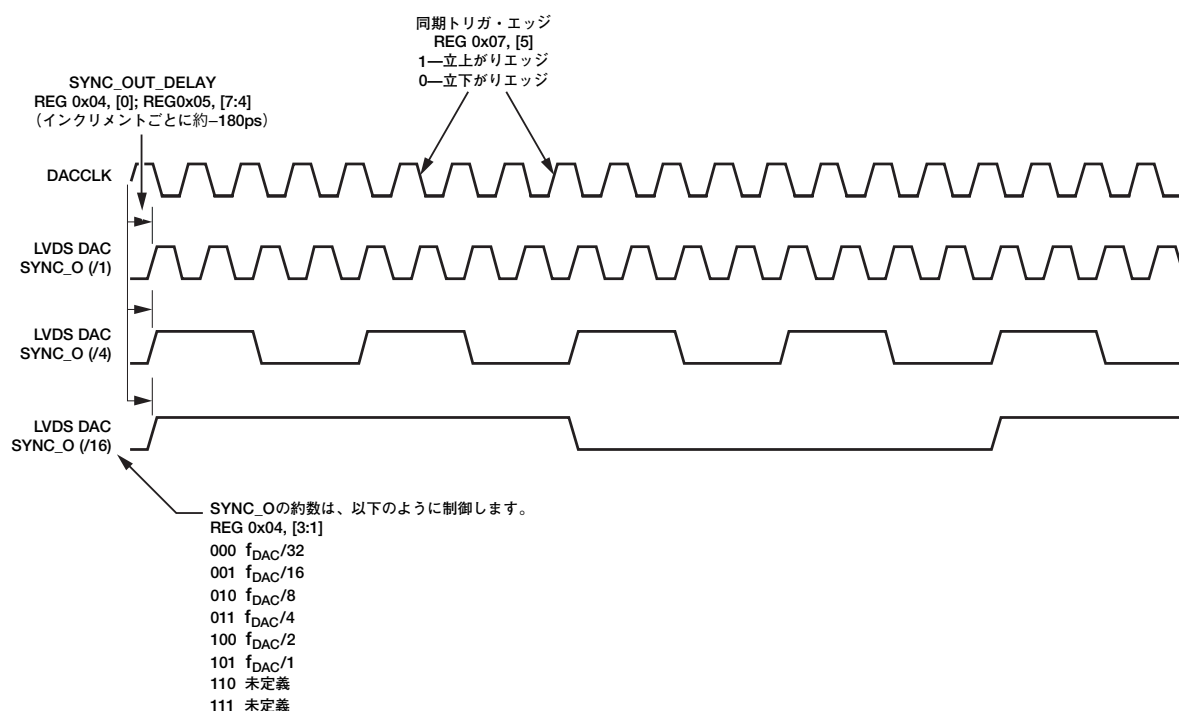 同期トリガ・エッジ
REG 0x07, [5]
1—立上がりエッジ
0—立下がりエッジ
SYNC_OUT_DELAY
REG 0x04, [0]; REG0x05, [7:4]
（インクリメントごとに約–180ps）
DACCLK
LVDS DAC
SYNC_O (/1)
LVDS DAC
SYNC_O (/4)
LVDS DAC
SYNC_O (/16)
SYNC_Oの約数は、以下のように制御します。
REG 0x04, [3:1]
000 fDAC/32
001 fDAC/16
010 fDAC/8
011 fDAC/4
100 fDAC/2
101 fDAC/1
110 未定義
111 未定義